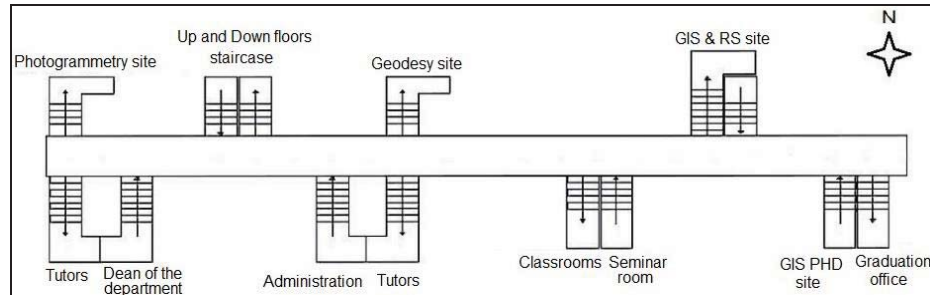 N
Up and Down floors
staircase
GIS & RS site
Photogrammetry site
Geodesy site
Tutors
Dean of the
department
Administration
Tutors
Classrooms
Seminar
room
GIS PHD
site
Graduation
office